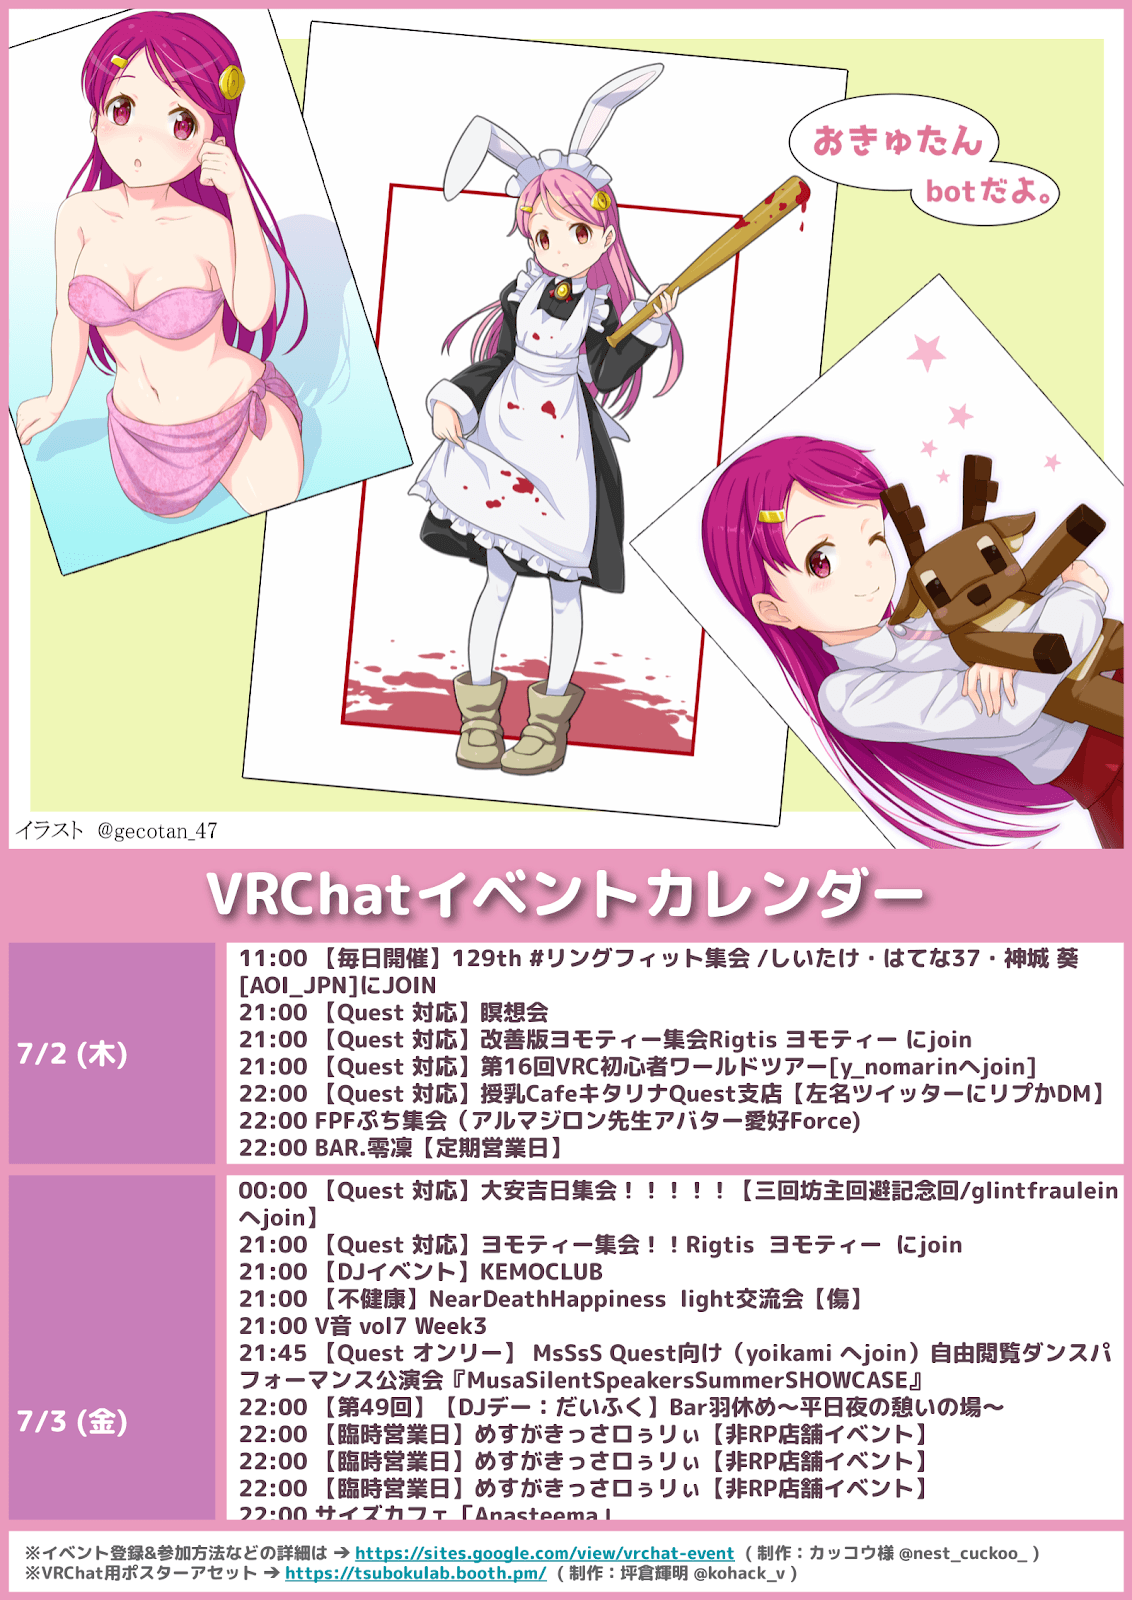 おきゅたん
botだよ。
イラスト @gecotan_47
VRChatイベントカレンダー
7/2 (木)
11:00 【毎日開催】129th #リングフィット集会 /しいたけ・はてな37・神城 葵
[AOI_JPN]にJOIN
21:00 【Quest 対応】瞑想会
21:00 【Quest 対応】改善版ヨモティー集会Rigtis ヨモティー にjoin
21:00 【Quest 対応】第16回VRC初心者ワールドツアー[y_nomarinへjoin]
22:00 【Quest 対応】授乳CafeキタリナQuest支店【左名ツイッターにリプかDM】
22:00 FPFぷち集会（アルマジロン先生アバター愛好Force)
22:00 BAR.零凜【定期営業日】
7/3 (金)
00:00 【Quest 対応】大安吉日集会！！！！！【三回坊主回避記念回/glintfraulein
へjoin】
21:00 【Quest 対応】ヨモティー集会！！Rigtis ヨモティー にjoin
21:00 【DJイベント】KEMOCLUB
21:00 【不健康】NearDeathHappiness light交流会【傷】
21:00 V音 vol7 Week3
21:45 【Quest オンリー】 MsSsS Quest向け（yoikami へjoin）自由閲覧ダンスパ
フォーマンス公演会『MusaSilentSpeakersSummerSHOWCASE』
22:00 【第49回】【DJデー：だいふく】Bar羽休め～平日夜の憩いの場～
22:00 【臨時営業日】めすがきっさロぅリぃ【非RP店舗イベント】
22:00 【臨時営業日】めすがきっさロぅリぃ【非RP店舗イベント】
22:00 【臨時営業日】めすがきっさロぅリぃ【非RP店舗イベント】
22:00 サイズカフェ「Anasteema」
※イベント登録&参加方法などの詳細は ➔ https://sites.google.com/view/vrchat-event ( 制作：カッコウ様 @nest_cuckoo_ )
※VRChat用ポスターアセット ➔ https://tsubokulab.booth.pm/ ( 制作：坪倉輝明 @kohack_v )